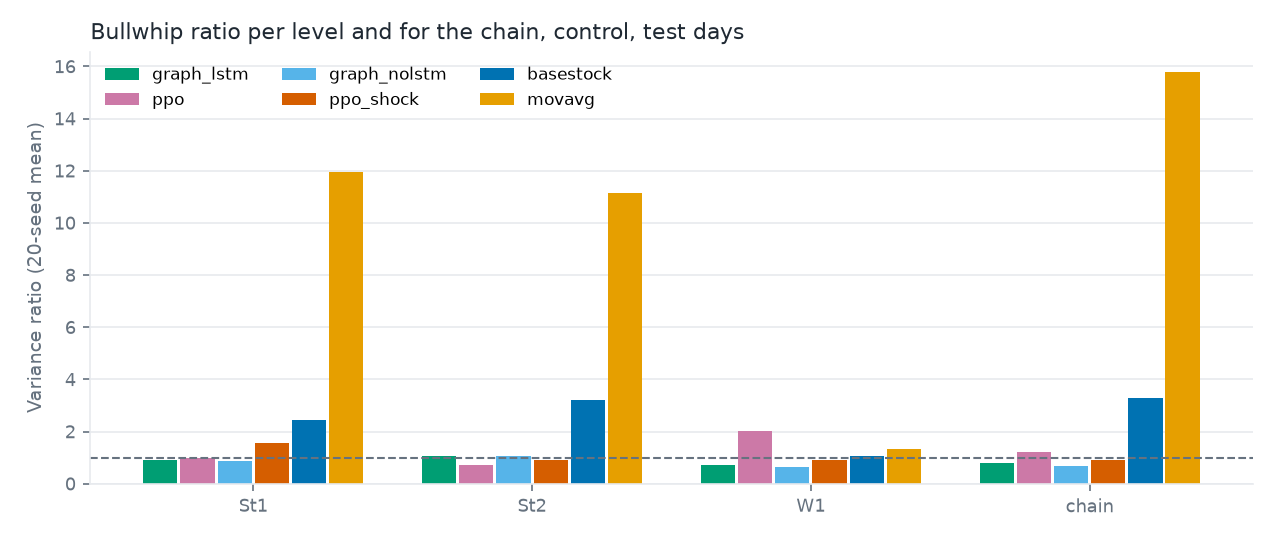 Bullwhip ratio per level and for the chain, control, test days
Variance ratio (20-seed mean)
16
14
12
10
8
6
4
2
0
graph_lstm
graph_nolstm
basestock
ppo
ppo_shock
movavg
St1
St2
W1
chain